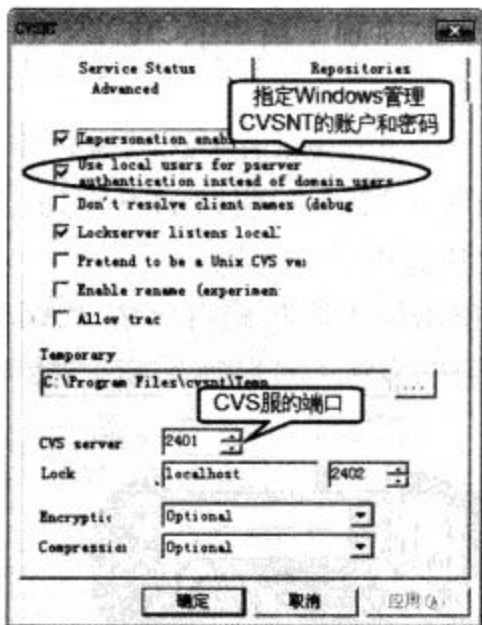 CVSNT
Service Status
Repositories
Advanced
指定Windows管理
CVSNT的账户和密码
Impersonation enab
Use local users for pserver
authentication instead of domain users
Don't resolve client names (debug
Lockserver listens local
Pretend to be a Unix CVS ve
Enable rename (experimen
Allow trac
Temporary
C:\Program Files\cvsnt\Temp
....
CVS服的端口
CVS server
2401
Lock
localhost
2402
Encryptic
Optional
Compression
Optional
确定
取消
应用(A)